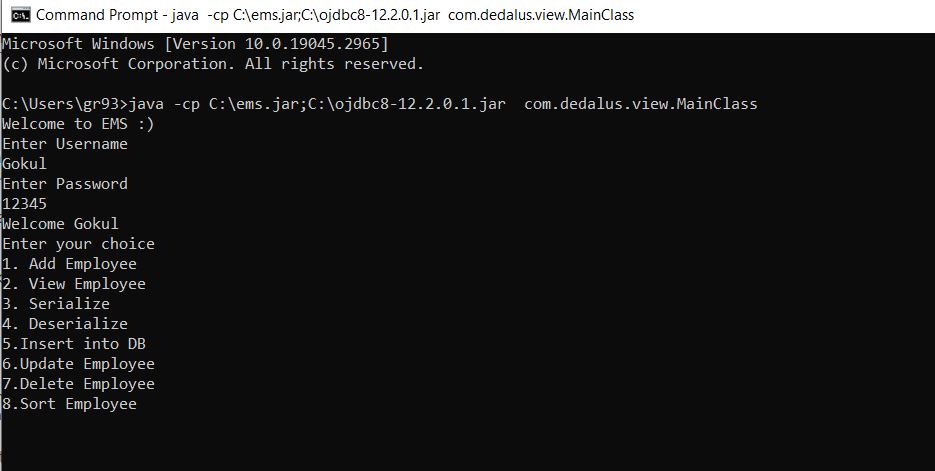 Command Prompt - java  -cp C:\ems.jar;C:\ojdbc8-12.2.0.1.jar  com.dedalus.view.MainClass
Microsoft Windows [Version 10.0.19045.2965]
(c) Microsoft Corporation. All rights reserved.
C:\Users\gr93>java -cp C:\ems.jar;C:\ojdbc8-12.2.0.1.jar  com.dedalus.view.MainClass
Welcome to EMS :)
Enter Username
Gokul
Enter Password
12345
Welcome Gokul
Enter your choice
1. Add Employee
2. View Employee
3. Serialize
4. Deserialize
5.Insert into DB
6.Update Employee
7.Delete Employee
8.Sort Employee